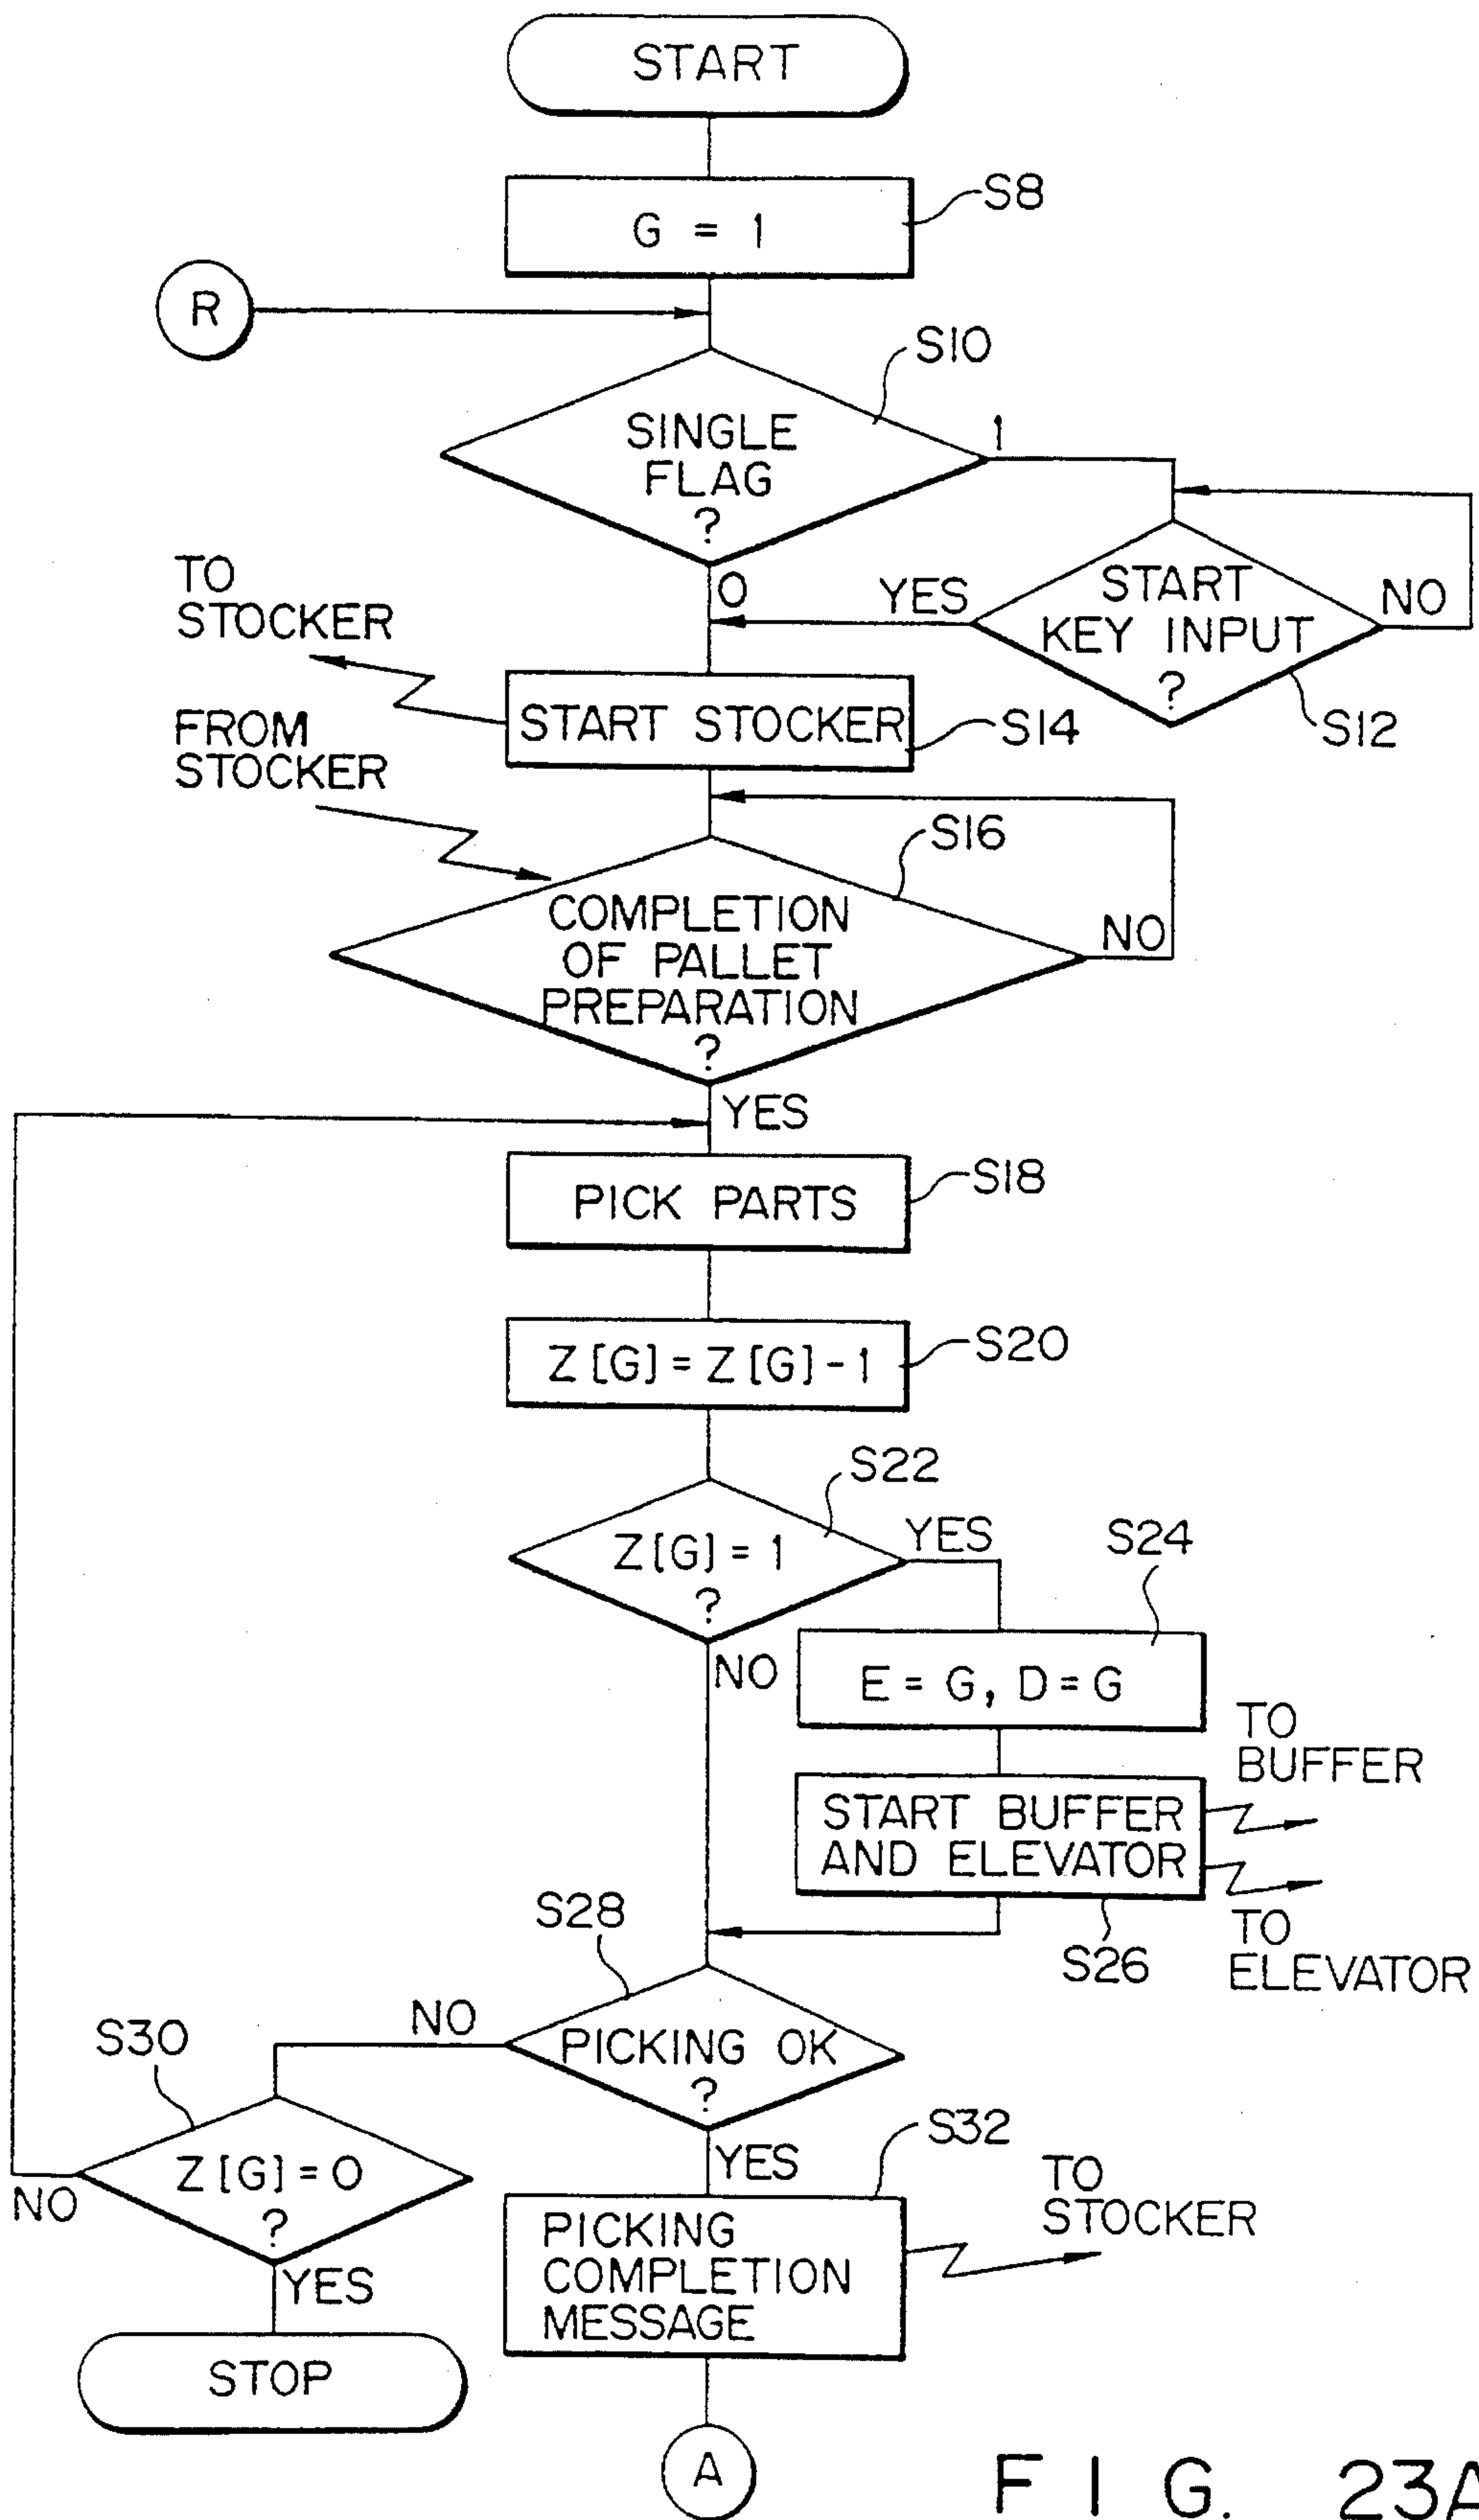 START
G = 1
S8
R
S10
SINGLE
FLAG
?
1
0
TO
STOCKER
YES
START
KEY INPUT
?
NO
S12
START STOCKER
S14
FROM
STOCKER
S16
COMPLETION
OF PALLET
PREPARATION
?
NO
YES
PICK PARTS
S18
Z[G]=Z[G]-1
S20
S22
Z[G]=1
?
YES
NO
S24
E=G, D=G
TO
BUFFER
START BUFFER
AND ELEVATOR
S26
TO
ELEVATOR
S28
PICKING OK
?
NO
YES
S30
Z[G]=0
?
NO
YES
STOP
S32
PICKING
COMPLETION
MESSAGE
TO
STOCKER
A
FIG. 23A